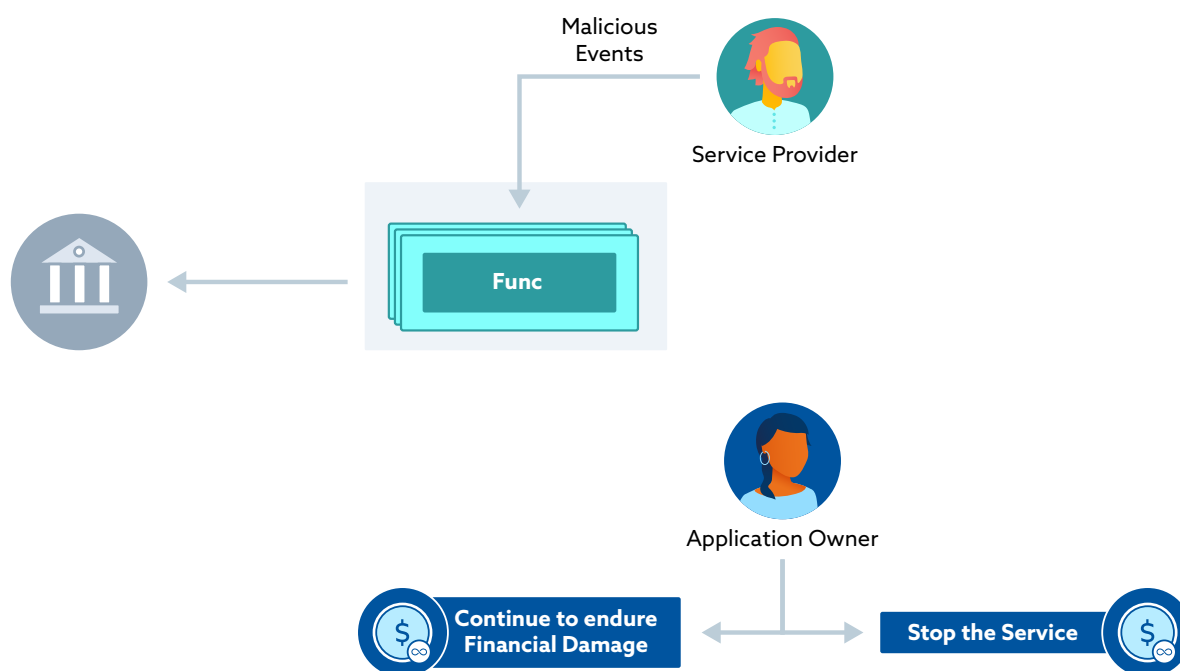 Malicious
Events
Service Provider
Func
Application Owner
Continue to endure
Financial Damage
Stop the Service
$
∞
$
∞